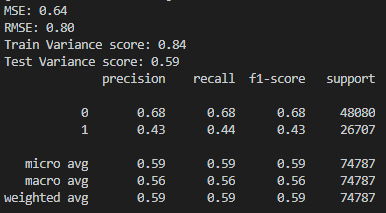 MSE: 0.64
RMSE: 0.80
Train Variance score: 0.84
Test Variance score: 0.59
precision recall f1-score support
0 0.68 0.68 0.68 48080
1 0.43 0.44 0.43 26707
micro avg 0.59 0.59 0.59 74787
macro avg 0.56 0.56 0.56 74787
weighted avg 0.59 0.59 0.59 74787